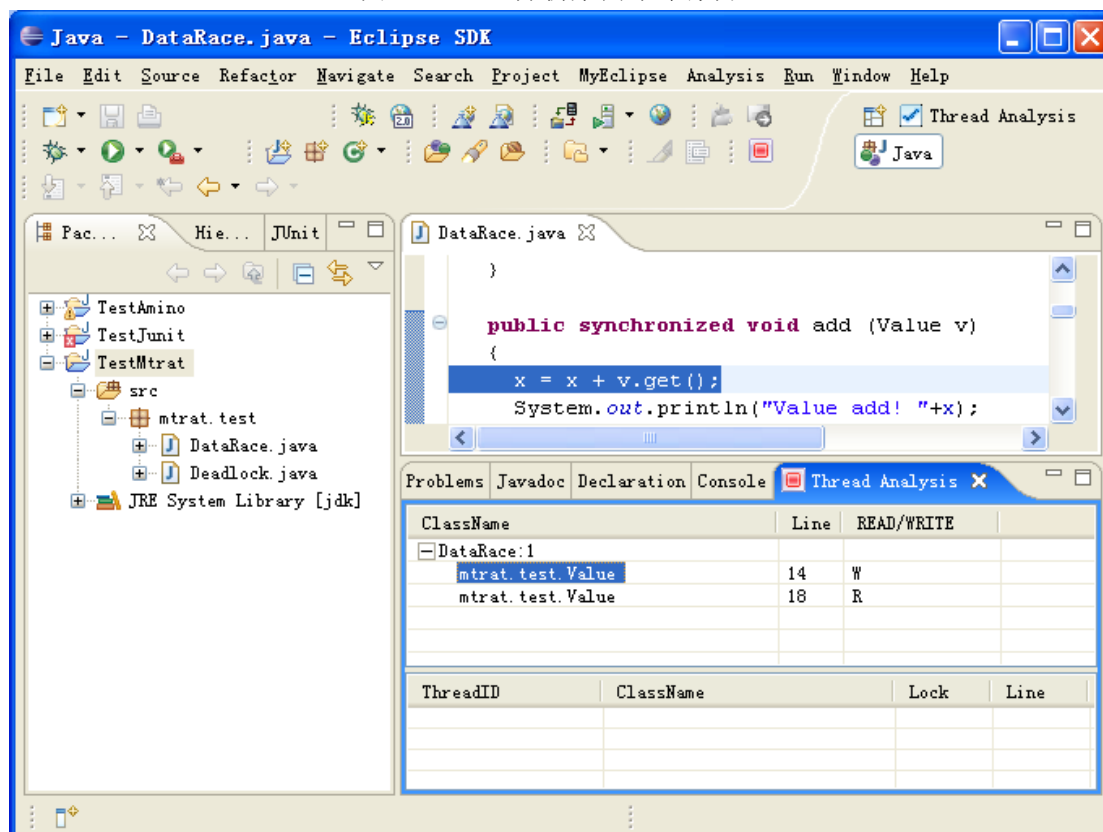 Java - DataRace.java - Eclipse SDK
File Edit Source Refactor Navigate Search Project MyEclipse Analysis Run Window Help
2.0
Thread Analysis
Java
Pac... Hie... JUnit
TestAmino
TestJunit
TestMtrat
src
mtrat.test
DataRace.java
Deadlock.java
JRE System Library [jdk]
DataRace.java
}
public synchronized void add (Value v)
{
x = x + v.get();
System.out.println("Value add! "+x);
Problems Javadoc Declaration Console Thread Analysis
ClassName Line READ/WRITE
DataRace:1
mtrat.test.Value 14 W
mtrat.test.Value 18 R
ThreadID ClassName Lock Line